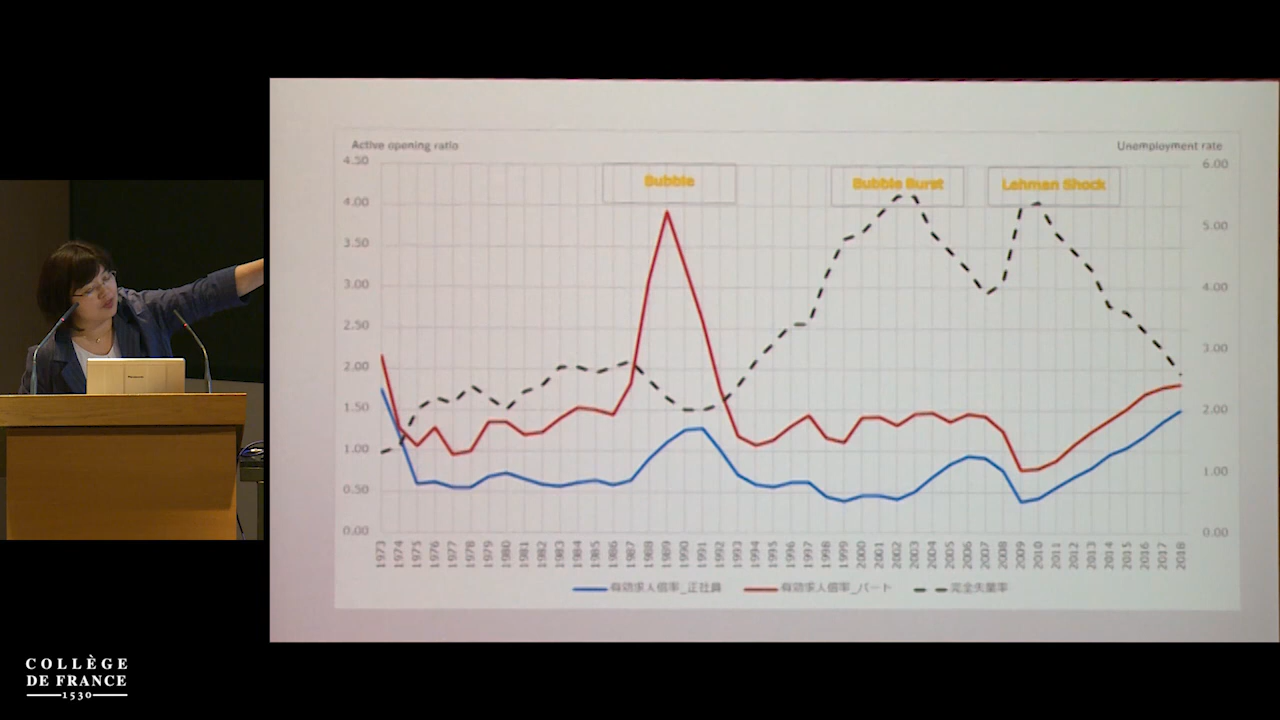 Active opening ratio
Unemployment rate
4.50
4.00
3.50
3.00
2.50
2.00
1.50
1.00
0.50
0.00
6.00
5.00
4.00
3.00
2.00
1.00
0.00
Bubble
Bubble Burst
Lehman Shock
1973 1974 1975 1976 1977 1978 1979 1980 1981 1982 1983 1984 1985 1986 1987 1988 1989 1990 1991 1992 1993 1994 1995 1996 1997 1998 1999 2000 2001 2002 2003 2004 2005 2006 2007 2008 2009 2010 2011 2012 2013 2014 2015 2016 2017 2018
有効求人倍率_正社員 有効求人倍率_パート 完全失業率
COLLÈGE
DE FRANCE
1530